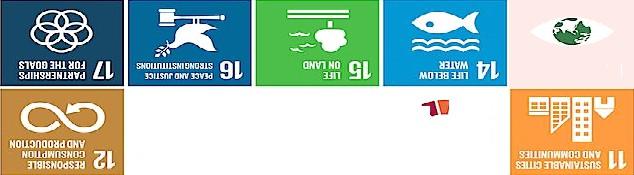 11 SUSTAINABLE CITIES
AND COMMUNITIES
12 RESPONSIBLE
CONSUMPTION
AND PRODUCTION
14 LIFE BELOW
WATER
15 LIFE
ON LAND
16 PEACE AND JUSTICE
STRONG INSTITUTIONS
17 PARTNERSHIPS
FOR THE GOALS